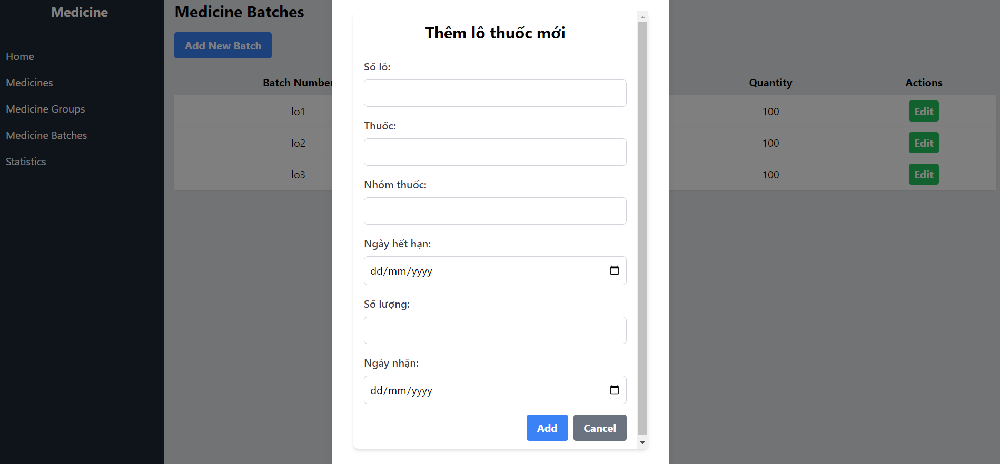 Medicine
Home
Medicines
Medicine Groups
Medicine Batches
Statistics
Medicine Batches
Add New Batch
Batch Number
Quantity
Actions
lo1
100
Edit
lo2
100
Edit
lo3
100
Edit
Thêm lô thuốc mới
Số lô:
Thuốc:
Nhóm thuốc:
Ngày hết hạn:
dd/mm/yyyy
Số lượng:
Ngày nhận:
dd/mm/yyyy
Add
Cancel